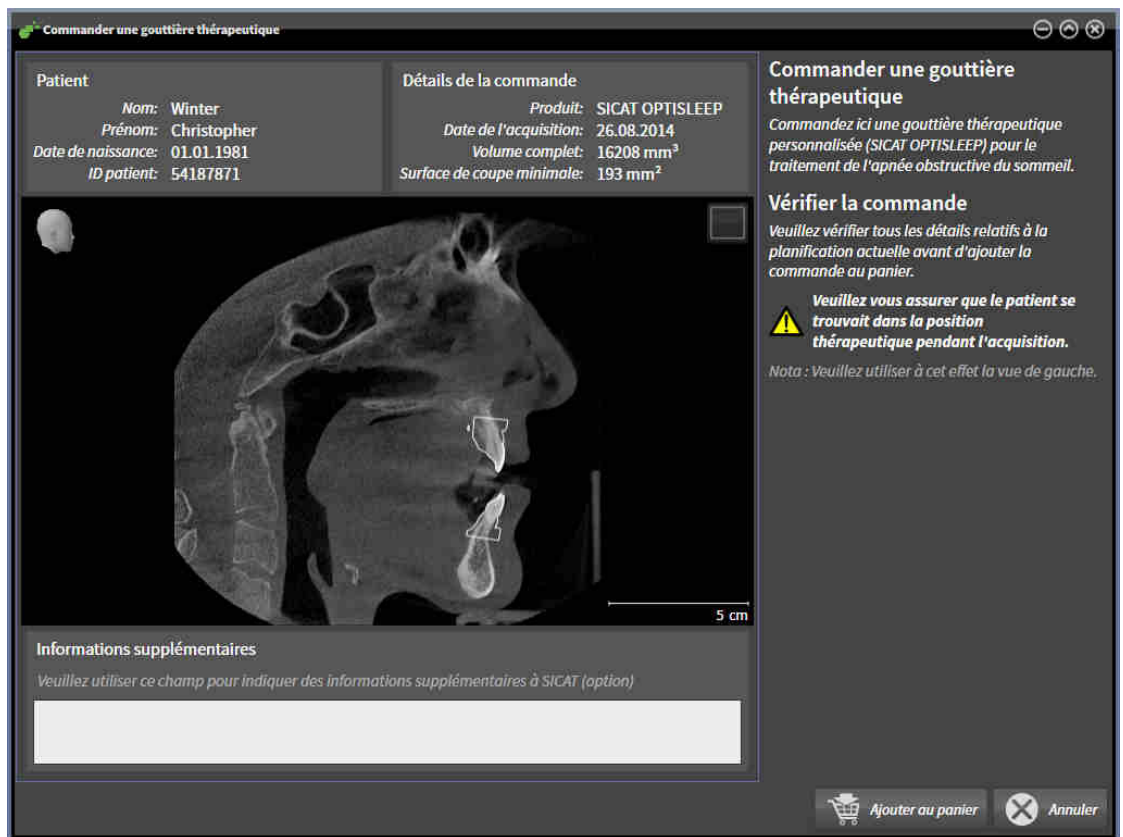 Commander une gouttière thérapeutique
Patient
Nom: Winter
Prénom: Christopher
Date de naissance: 01.01.1981
ID patient: 54187871
Détails de la commande
Produit: SICAT OPTISLEEP
Date de l'acquisition: 26.08.2014
Volume complet: 16208 mm³
Surface de coupe minimale: 193 mm²
5 cm
Informations supplémentaires
Veuillez utiliser ce champ pour indiquer des informations supplémentaires à SICAT (option)
Commander une gouttière
thérapeutique
Commandez ici une gouttière thérapeutique
personnalisée (SICAT OPTISLEEP) pour le
traitement de l'apnée obstructive du sommeil.
Vérifier la commande
Veuillez vérifier tous les détails relatifs à la
planification actuelle avant d'ajouter la
commande au panier.
Veuillez vous assurer que le patient se
trouvait dans la position
thérapeutique pendant l'acquisition.
Nota : Veuillez utiliser à cet effet la vue de gauche.
Ajouter au panier
Annuler